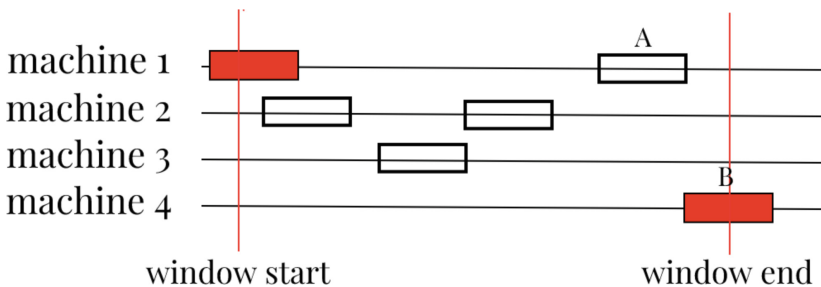 A
machine 1
machine 2
machine 3
B
machine 4
window start
window end